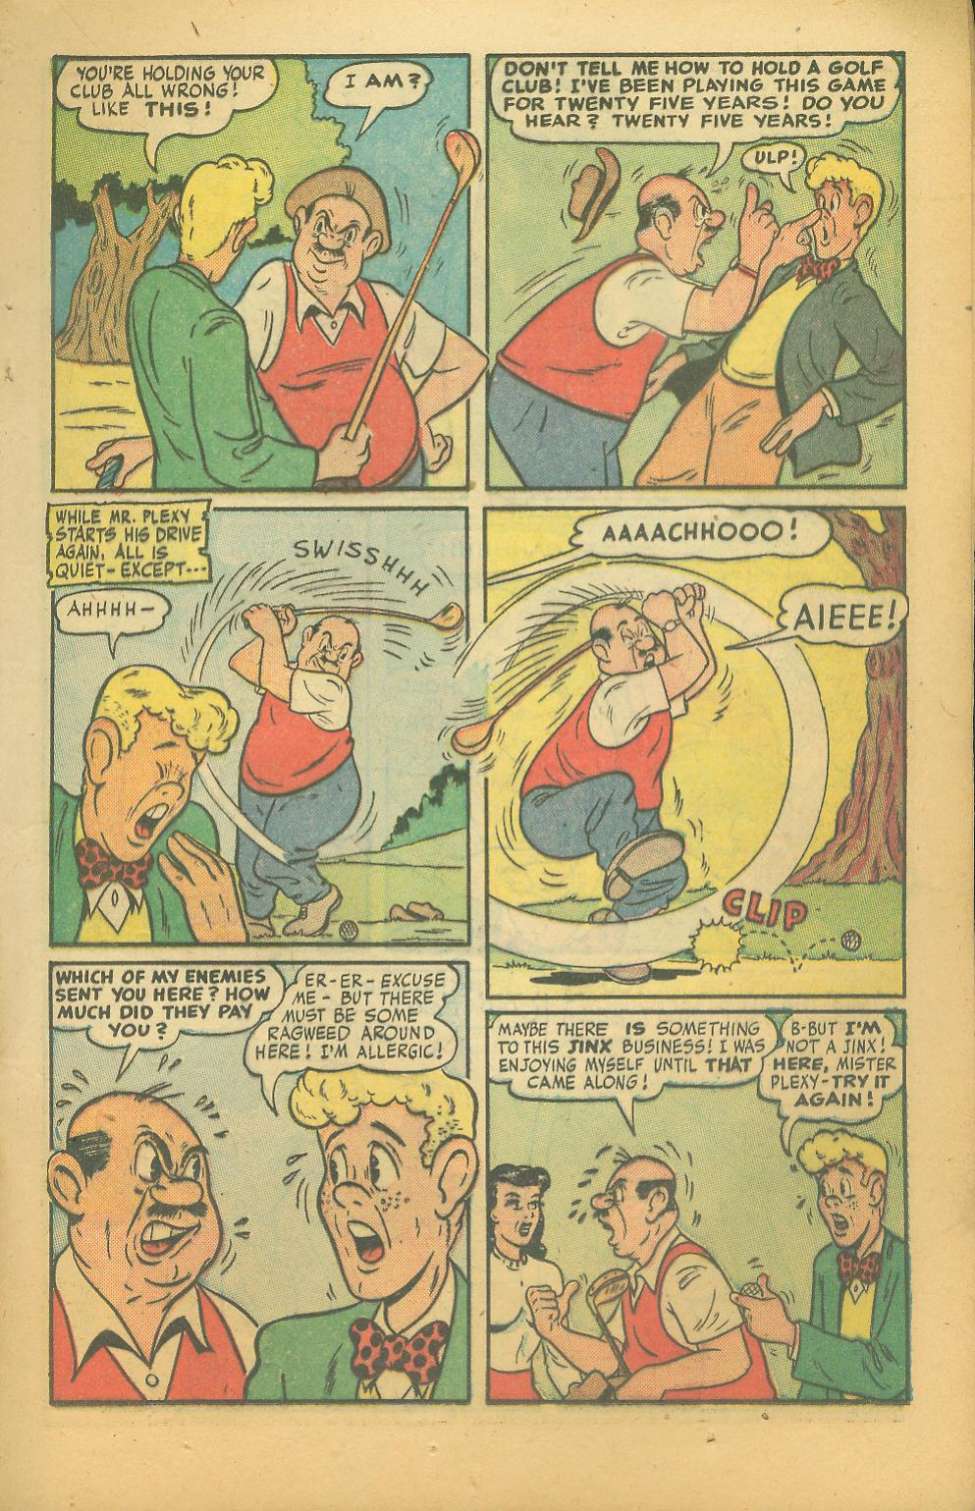 YOU'RE HOLDING YOUR
CLUB ALL WRONG!
LIKE THIS!
I AM?
DON'T TELL ME HOW TO HOLD A GOLF
CLUB! I'VE BEEN PLAYING THIS GAME
FOR TWENTY FIVE YEARS! DO YOU
HEAR? TWENTY FIVE YEARS!
ULP!
WHILE MR. PLEXY
STARTS HIS DRIVE
AGAIN, ALL IS
QUIET-EXCEPT---
AHHHH-
SWISSHHH
AAAACHHOOO!
AIEEE!
CLIP
WHICH OF MY ENEMIES
SENT YOU HERE? HOW
MUCH DID THEY PAY
YOU?
ER-ER-EXCUSE
ME - BUT THERE
MUST BE SOME
RAGWEED AROUND
HERE! I'M ALLERGIC!
MAYBE THERE IS SOMETHING
TO THIS JINX BUSINESS! I WAS
ENJOYING MYSELF UNTIL THAT
CAME ALONG!
B-BUT I'M
NOT A JINX!
HERE, MISTER
PLEXY-TRY IT
AGAIN!